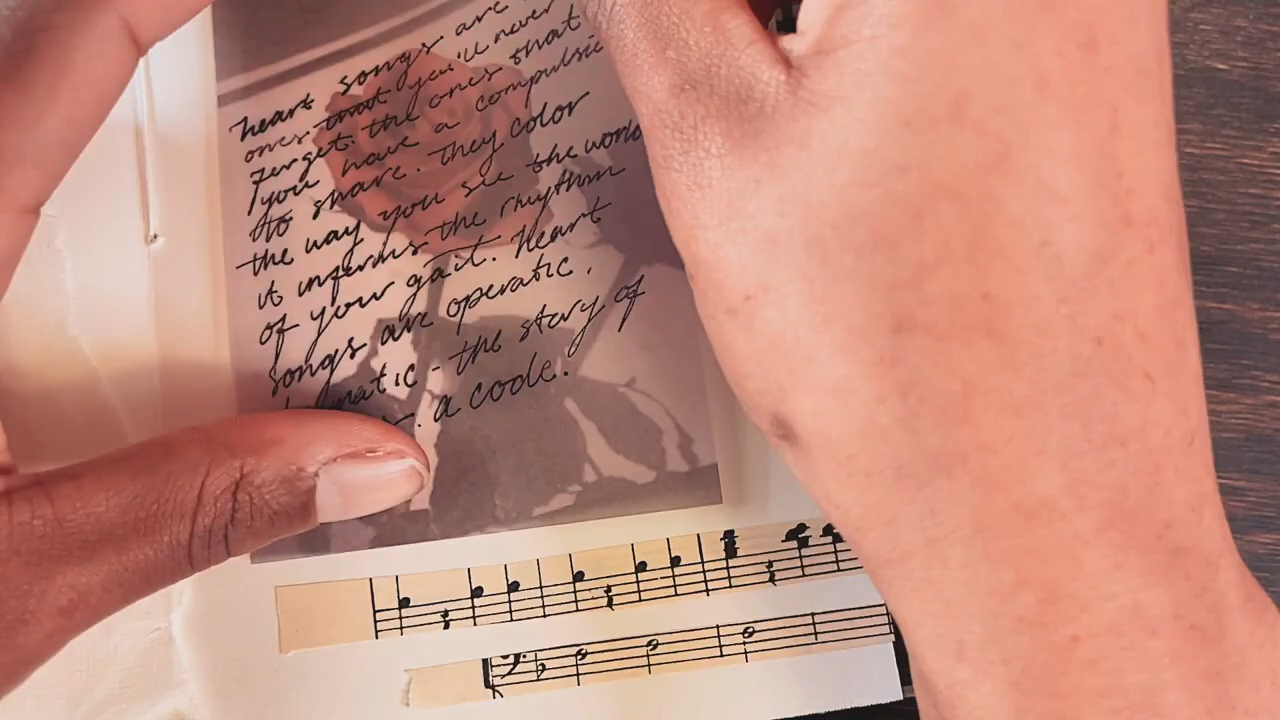 heart songs are
ones that you'll never
forget. the ones that
you have a
to share. They color
the way you see the world
it informs the rhythm
of your gait. Heart
songs are operatic,
the story of
a code.